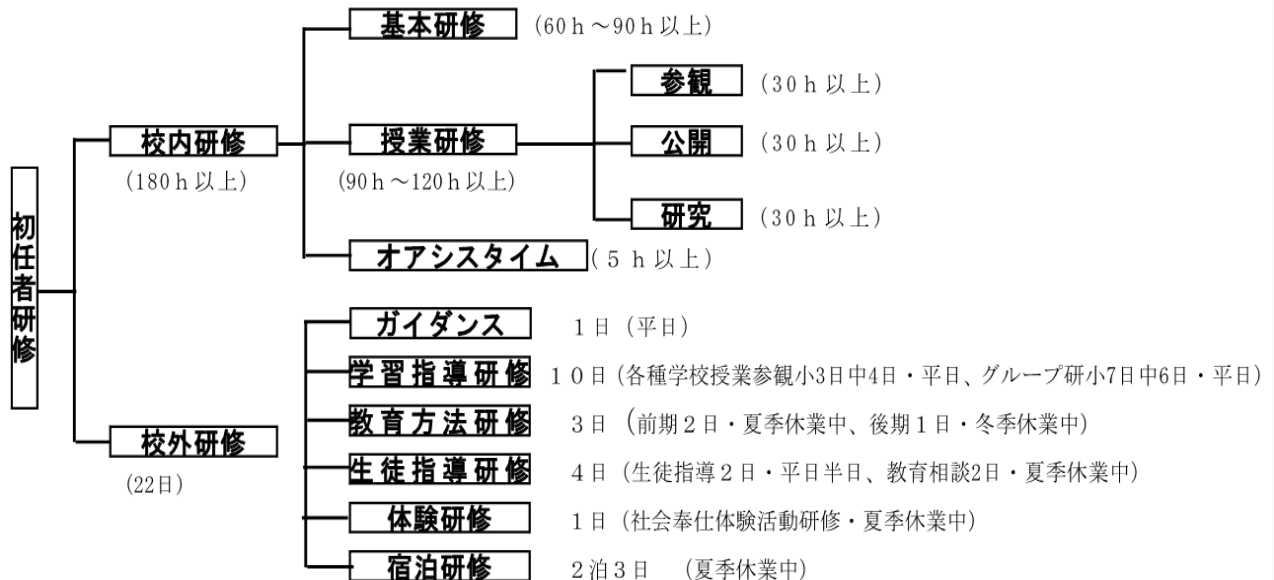 基本研修 (60ｈ～90ｈ以上)
参観 (30ｈ以上)
校内研修 授業研修 公開 (30ｈ以上)
(180ｈ以上) (90ｈ～120ｈ以上)
研究 (30ｈ以上)
オアシスタイム (５ｈ以上)
初任者研修
ガイダンス １日 (平日)
学習指導研修 １０日 (各種学校授業参観小3日中4日・平日、グループ研小7日中6日・平日)
教育方法研修 ３日 (前期２日・夏季休業中、後期１日・冬季休業中)
校外研修
生徒指導研修 ４日 (生徒指導２日・平日半日、教育相談2日・夏季休業中)
(22日)
体験研修 １日 (社会奉仕体験活動研修・夏季休業中)
宿泊研修 ２泊３日 (夏季休業中)